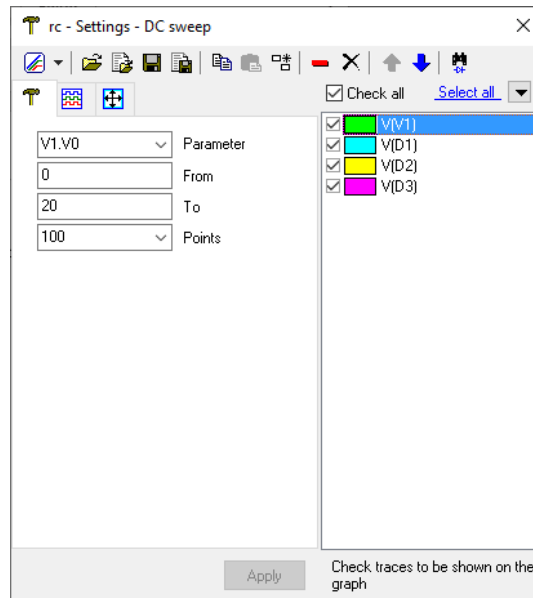 rc - Settings - DC sweep
Check all Select all
V1.V0 Parameter
0 From
20 To
100 Points
V(V1)
V(D1)
V(D2)
V(D3)
Apply
Check traces to be shown on the
graph